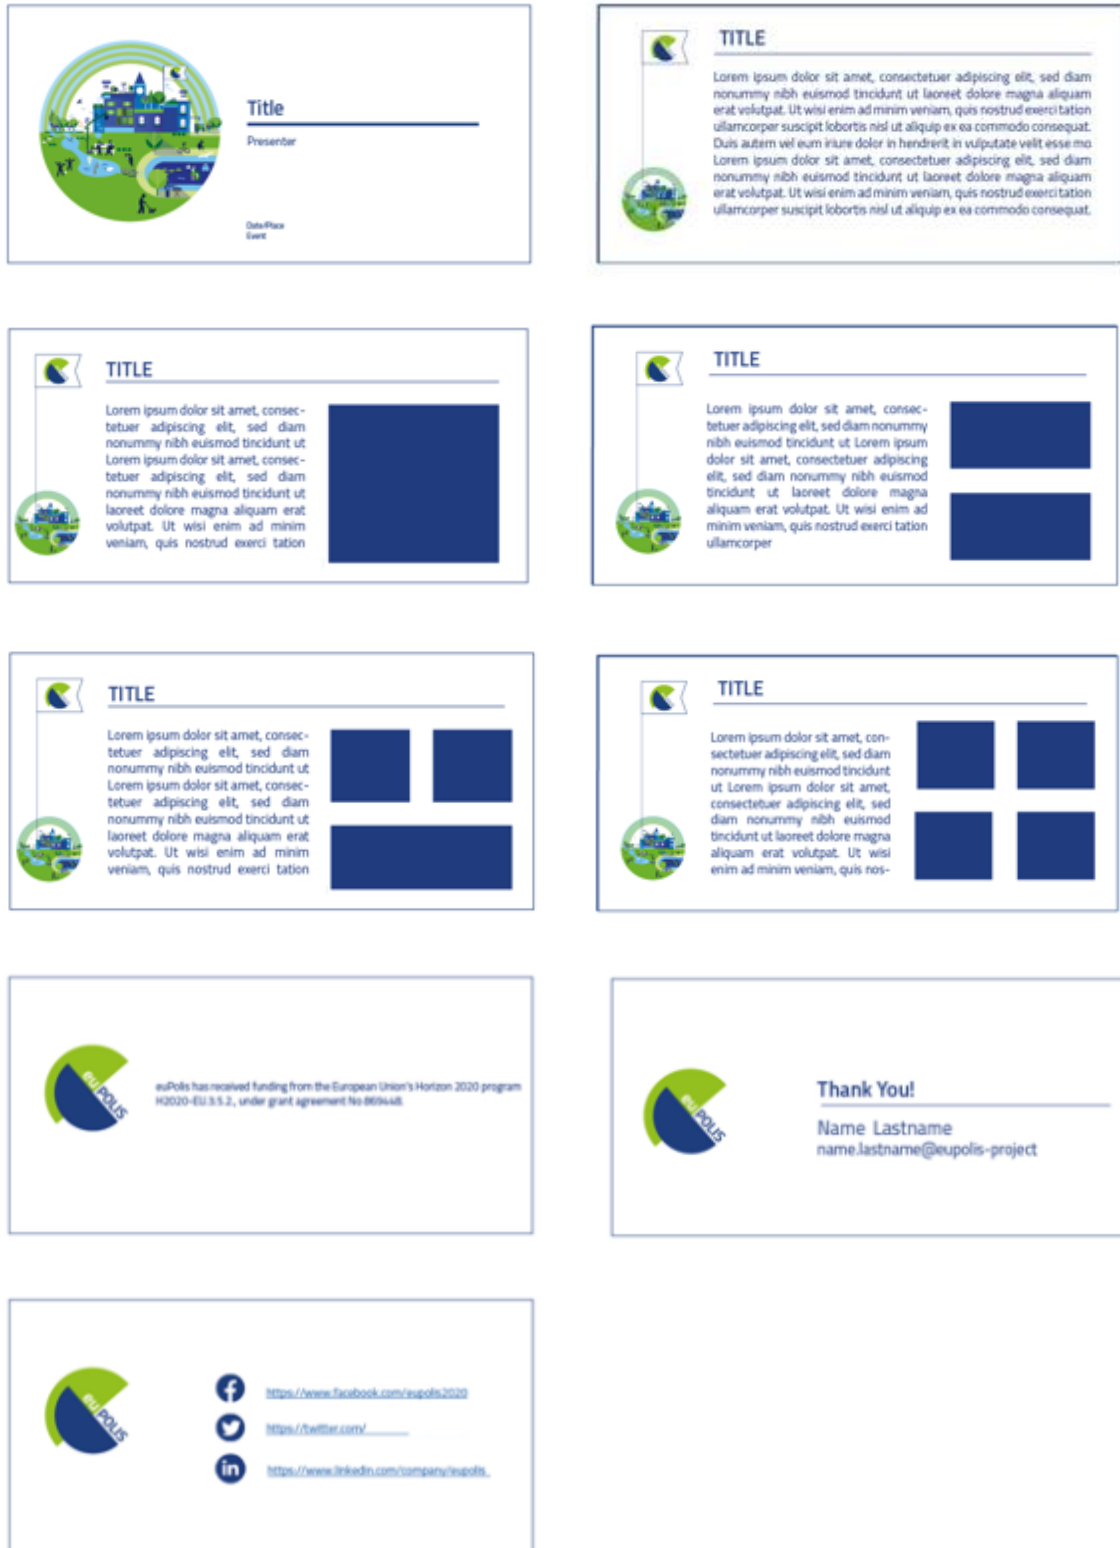 Title
Presenter
Date/Place
Event
TITLE
Lorem ipsum dolor sit amet, consectetuer adipiscing elit, sed diam
nonummy nibh euismod tincidunt ut laoreet dolore magna aliquam
erat volutpat. Ut wisi enim ad minim veniam, quis nostrud exerci tation
ullamcorper suscipit lobortis nisl ut aliquip ex ea commodo consequat.
Duis autem vel eum iriure dolor in hendrerit in vulputate velit esse mo
Lorem ipsum dolor sit amet, consectetuer adipiscing elit, sed diam
nonummy nibh euismod tincidunt ut laoreet dolore magna aliquam
erat volutpat. Ut wisi enim ad minim veniam, quis nostrud exerci tation
ullamcorper suscipit lobortis nisl ut aliquip ex ea commodo consequat.
TITLE
Lorem ipsum dolor sit amet, consec-
tetuer adipiscing elit, sed diam
nonummy nibh euismod tincidunt ut
Lorem ipsum dolor sit amet, consec-
tetuer adipiscing elit, sed diam
nonummy nibh euismod tincidunt ut
laoreet dolore magna aliquam erat
volutpat. Ut wisi enim ad minim
veniam, quis nostrud exerci tation
TITLE
Lorem ipsum dolor sit amet, consec-
tetuer adipiscing elit, sed diam nonummy
nibh euismod tincidunt ut Lorem ipsum
dolor sit amet, consectetuer adipiscing
elit, sed diam nonummy nibh euismod
tincidunt ut laoreet dolore magna
aliquam erat volutpat. Ut wisi enim ad
minim veniam, quis nostrud exerci tation
ullamcorper
TITLE
Lorem ipsum dolor sit amet, consec-
tetuer adipiscing elit, sed diam
nonummy nibh euismod tincidunt ut
Lorem ipsum dolor sit amet, consec-
tetuer adipiscing elit, sed diam
nonummy nibh euismod tincidunt ut
laoreet dolore magna aliquam erat
volutpat. Ut wisi enim ad minim
veniam, quis nostrud exerci tation
TITLE
Lorem ipsum dolor sit amet, con-
sectetuer adipiscing elit, sed diam
nonummy nibh euismod tincidunt
ut Lorem ipsum dolor sit amet,
consectetuer adipiscing elit, sed
diam nonummy nibh euismod
tincidunt ut laoreet dolore magna
aliquam erat volutpat. Ut wisi
enim ad minim veniam, quis nos-
euPOLIS
euPolis has received funding from the European Union's Horizon 2020 program
H2020-EU.3.5.2., under grant agreement No 869448.
euPOLIS
Thank You!
Name Lastname
name.lastname@eupolis-project
euPOLIS
https://www.facebook.com/eupolis2020
https://twitter.com/
in
https://www.linkedin.com/company/eupolis